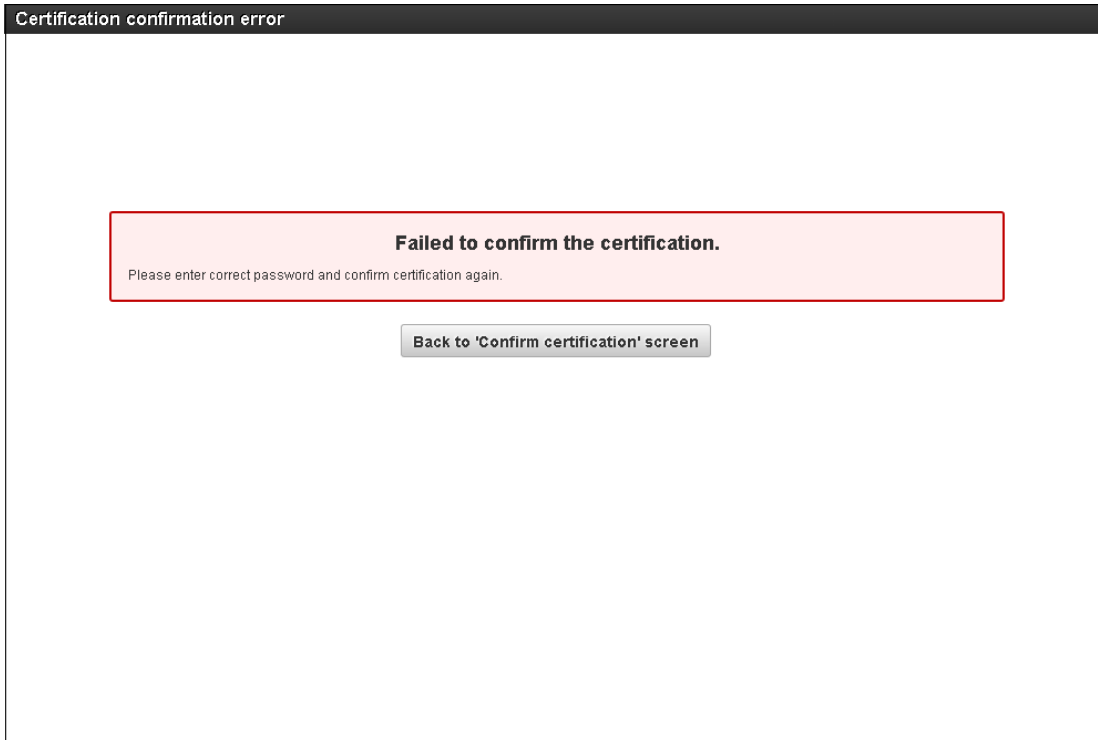 Certification confirmation error
Failed to confirm the certification.
Please enter correct password and confirm certification again.
Back to 'Confirm certification' screen